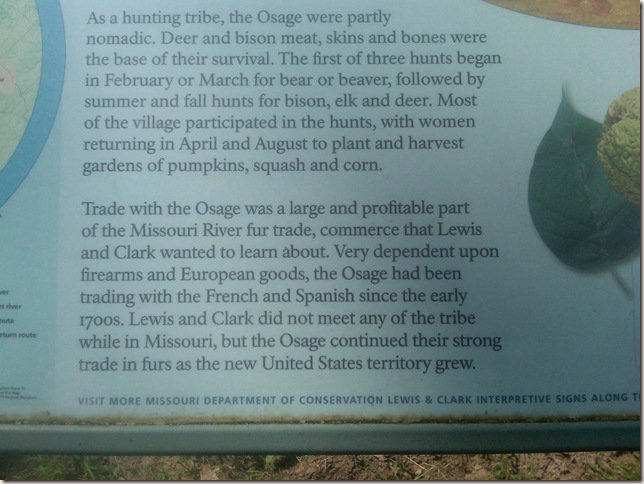 As a hunting tribe, the Osage were partly
nomadic. Deer and bison meat, skins and bones were
the base of their survival. The first of three hunts began
in February or March for bear or beaver, followed by
summer and fall hunts for bison, elk and deer. Most
of the village participated in the hunts, with women
returning in April and August to plant and harvest
gardens of pumpkins, squash and corn.
Trade with the Osage was a large and profitable part
of the Missouri River fur trade, commerce that Lewis
and Clark wanted to learn about. Very dependent upon
firearms and European goods, the Osage had been
trading with the French and Spanish since the early
1700s. Lewis and Clark did not meet any of the tribe
while in Missouri, but the Osage continued their strong
trade in furs as the new United States territory grew.
river
route
return route
VISIT MORE MISSOURI DEPARTMENT OF CONSERVATION LEWIS & CLARK INTERPRETIVE SIGNS ALONG